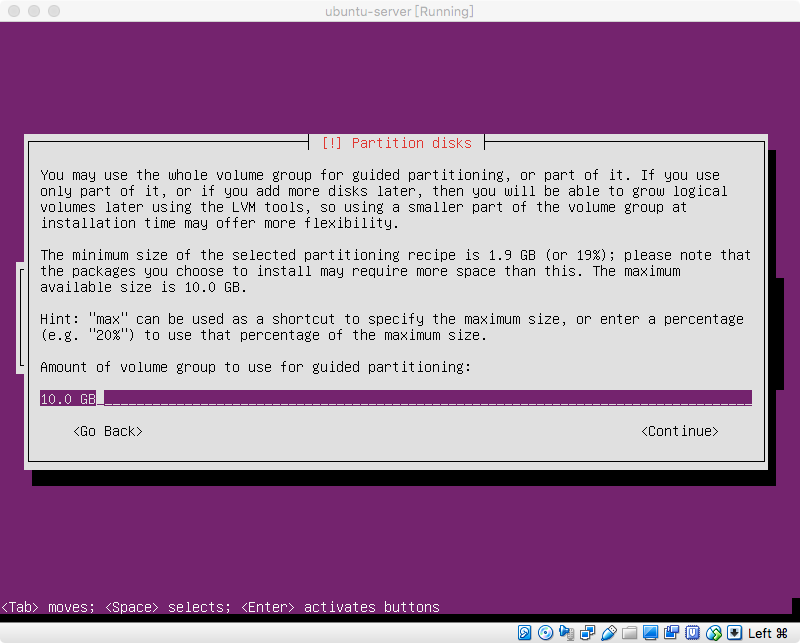 ubuntu-server [Running]
[!] Partition disks
You may use the whole volume group for guided partitioning, or part of it. If you use
only part of it, or if you add more disks later, then you will be able to grow logical
volumes later using the LVM tools, so using a smaller part of the volume group at
installation time may offer more flexibility.
The minimum size of the selected partitioning recipe is 1.9 GB (or 19%); please note that
the packages you choose to install may require more space than this. The maximum
available size is 10.0 GB.
Hint: "max" can be used as a shortcut to specify the maximum size, or enter a percentage
(e.g. "20%") to use that percentage of the maximum size.
Amount of volume group to use for guided partitioning:
10.0 GB
<Go Back> <Continue>
<Tab> moves; <Space> selects; <Enter> activates buttons
Left ⌘